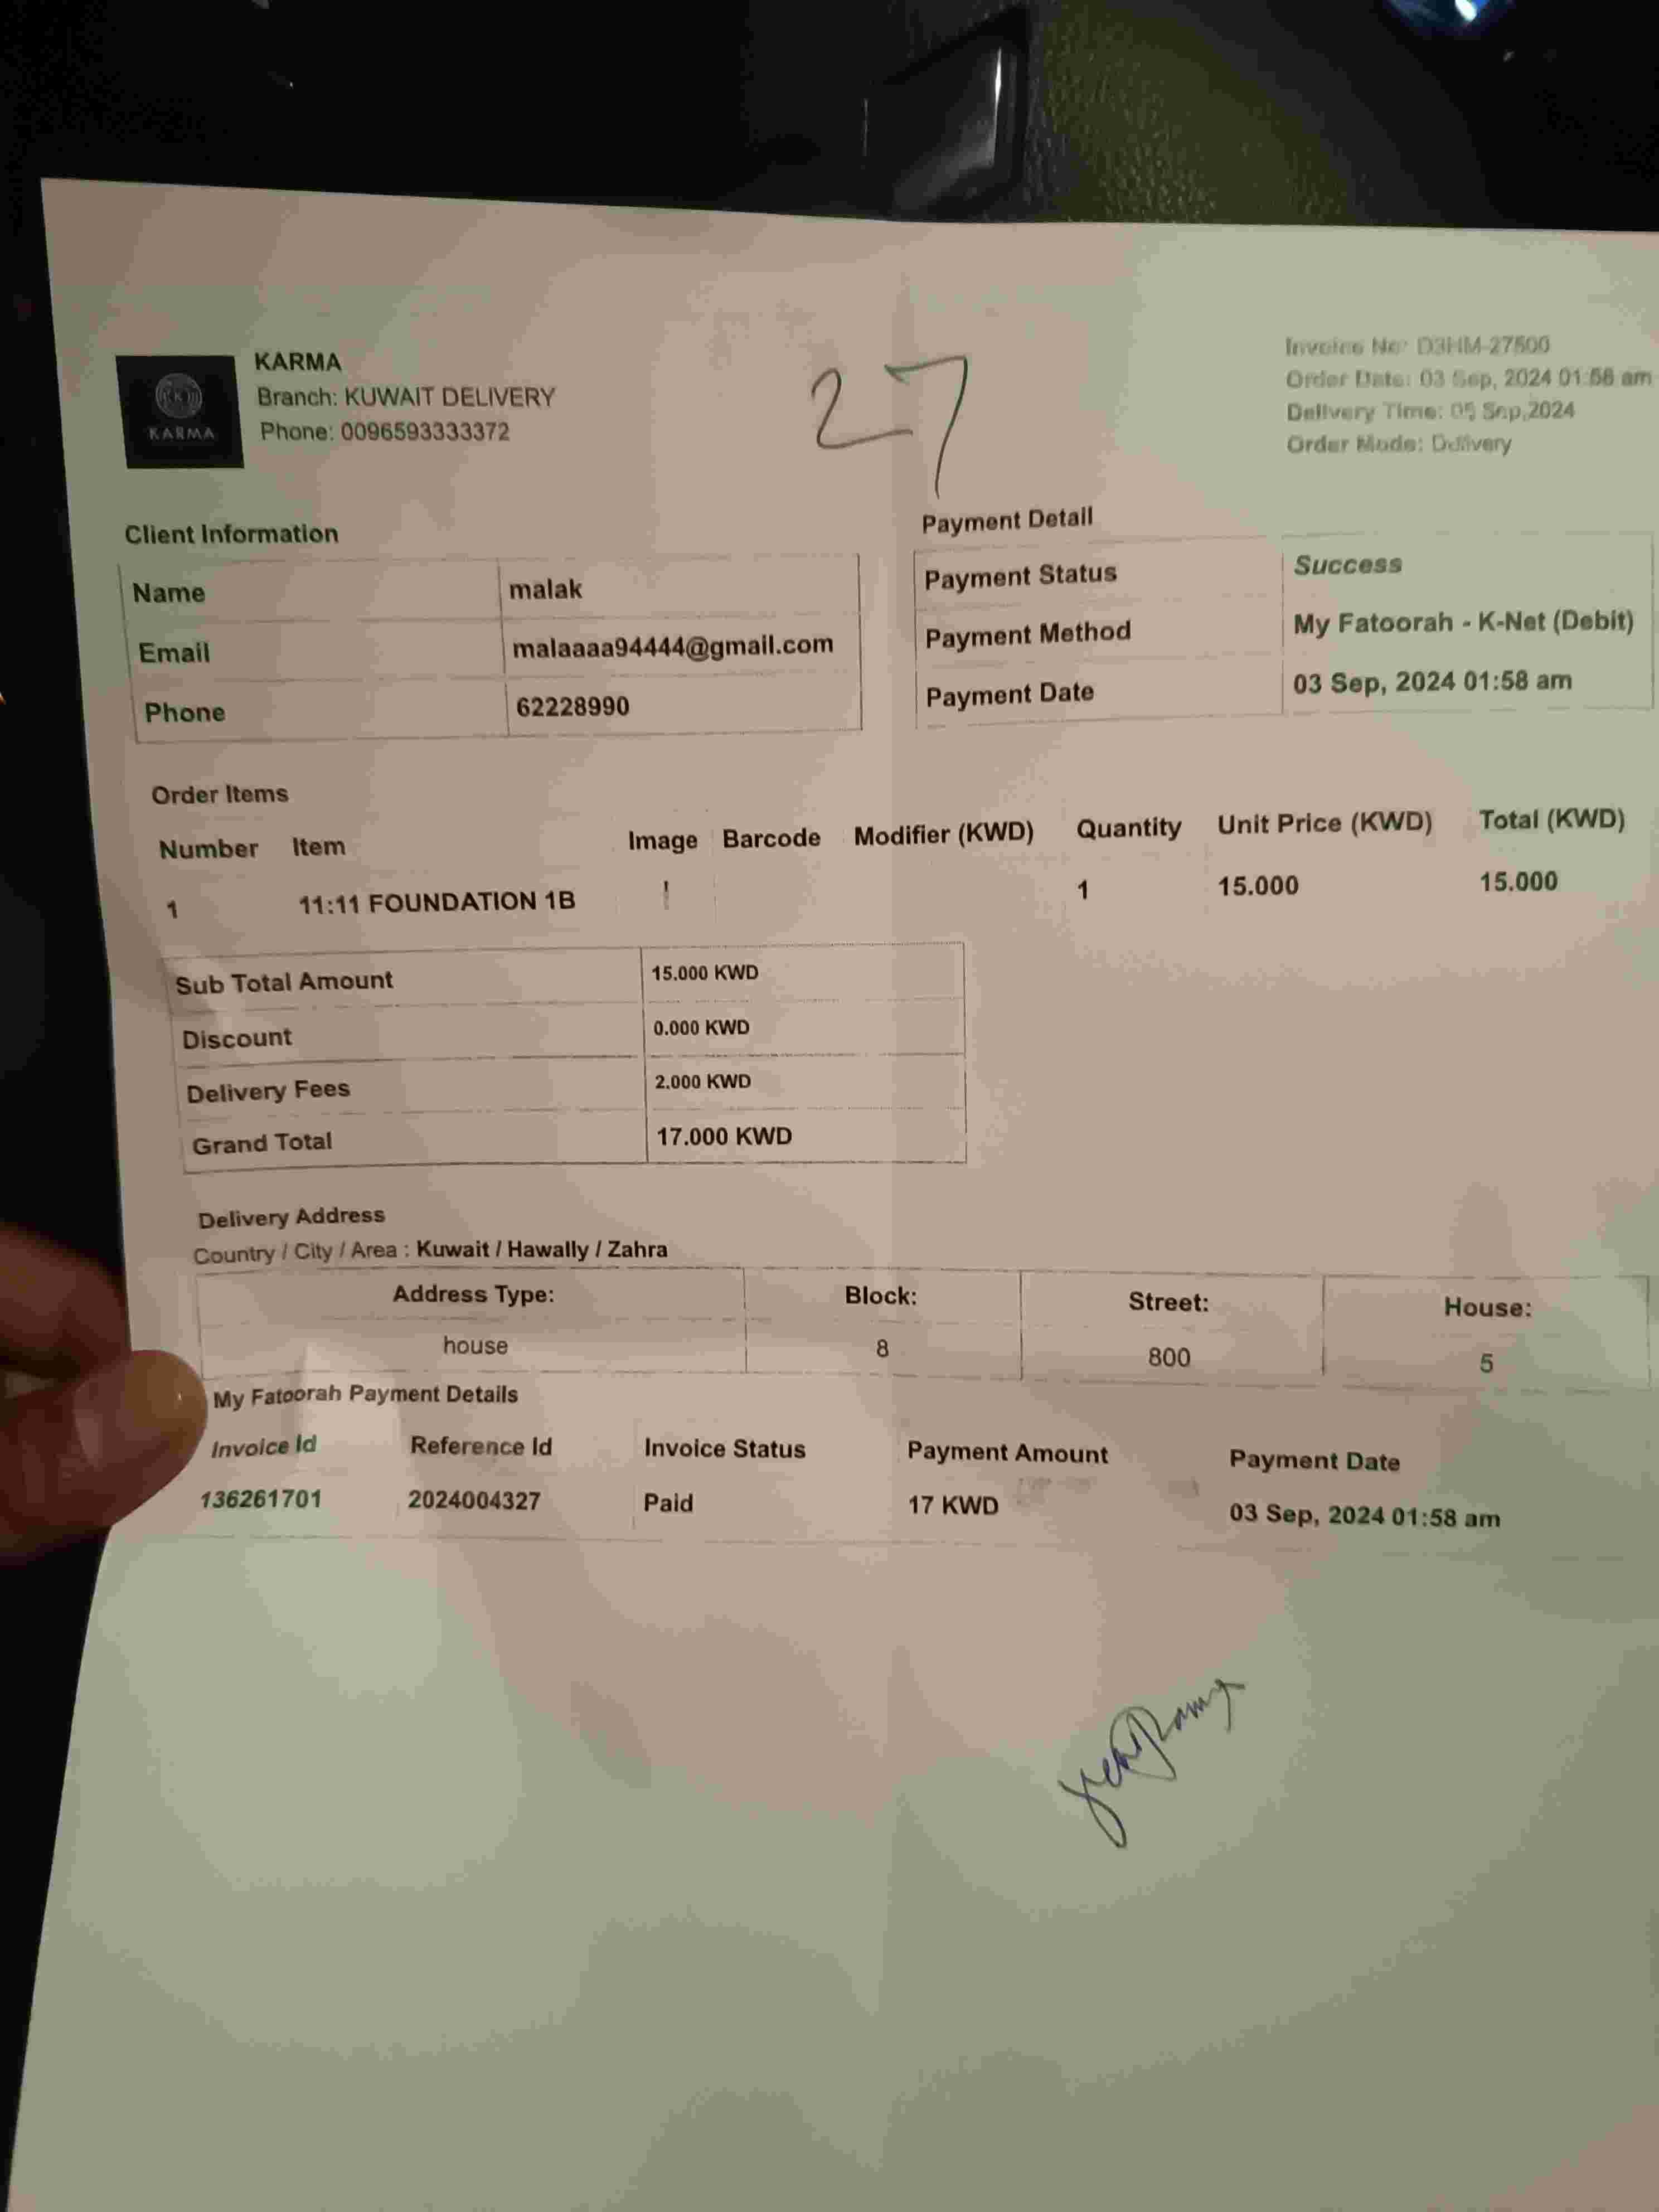 KARMA
Branch: KUWAIT DELIVERY
Phone: 0096593333372
KARMA
27
Invoice No: D3HM-27500
Order Date: 03 Sep, 2024 01:58 am
Delivery Time: 05 Sep,2024
Order Mode: Delivery
Client Information
Name malak
Email malaaaa94444@gmail.com
Phone 62228990
Payment Detail
Payment Status Success
Payment Method My Fatoorah - K-Net (Debit)
Payment Date 03 Sep, 2024 01:58 am
Order Items
Number Item Image Barcode Modifier (KWD) Quantity Unit Price (KWD) Total (KWD)
1 11:11 FOUNDATION 1B 1 15.000 15.000
Sub Total Amount 15.000 KWD
Discount 0.000 KWD
Delivery Fees 2.000 KWD
Grand Total 17.000 KWD
Delivery Address
Country / City / Area : Kuwait / Hawally / Zahra
Address Type: Block: Street: House:
house 8 800 5
My Fatoorah Payment Details
Invoice Id Reference Id Invoice Status Payment Amount Payment Date
136261701 2024004327 Paid 17 KWD 03 Sep, 2024 01:58 am